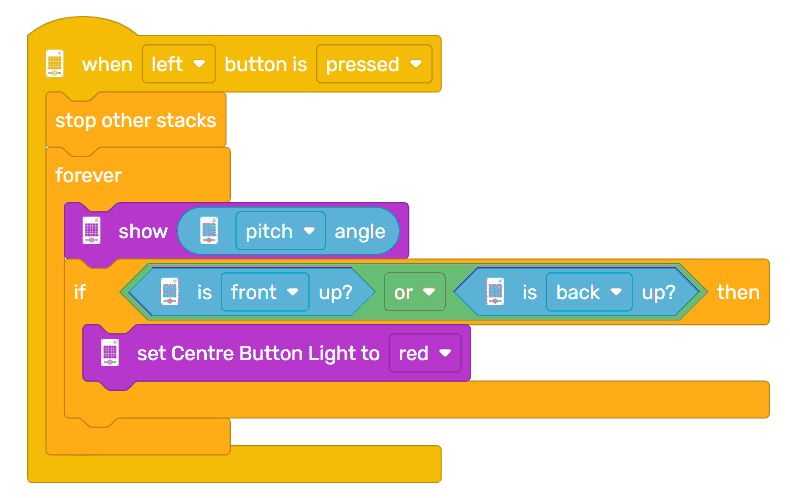 when left button is pressed
stop other stacks
forever
show pitch angle
if is front up? or is back up? then
set Centre Button Light to red